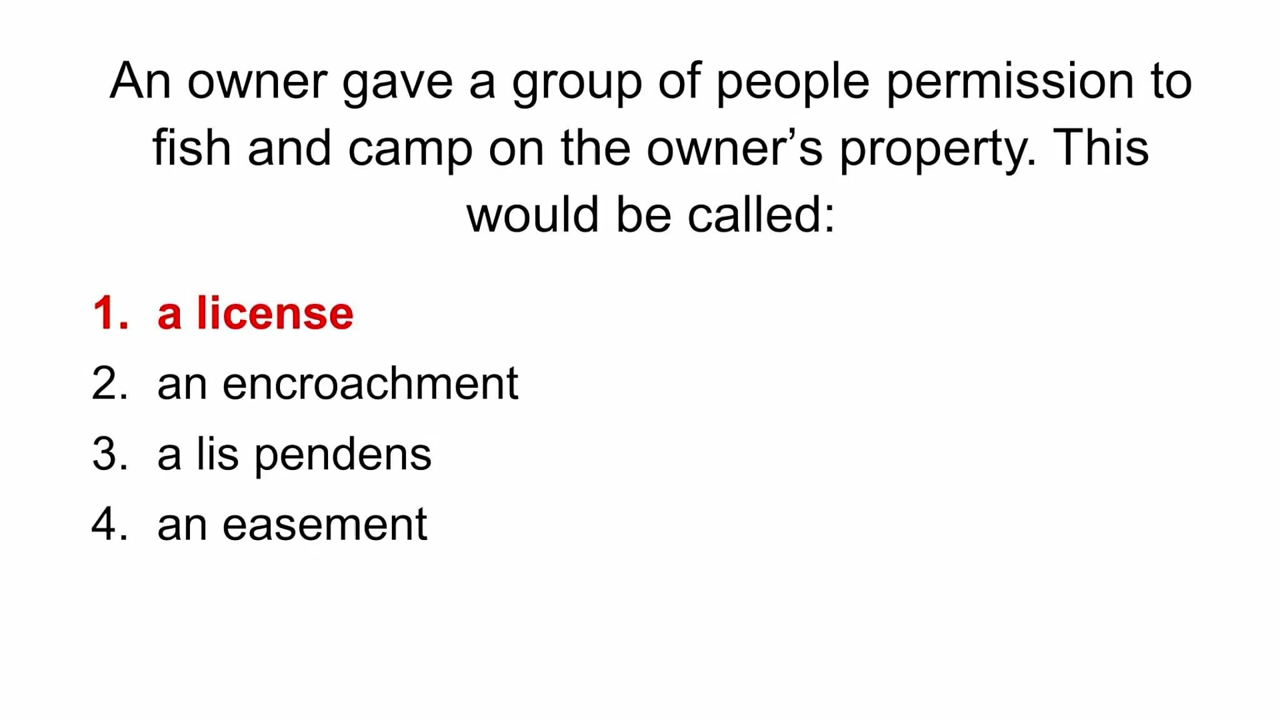 An owner gave a group of people permission to
fish and camp on the owner’s property. This
would be called:
1. a license
2. an encroachment
3. a lis pendens
4. an easement